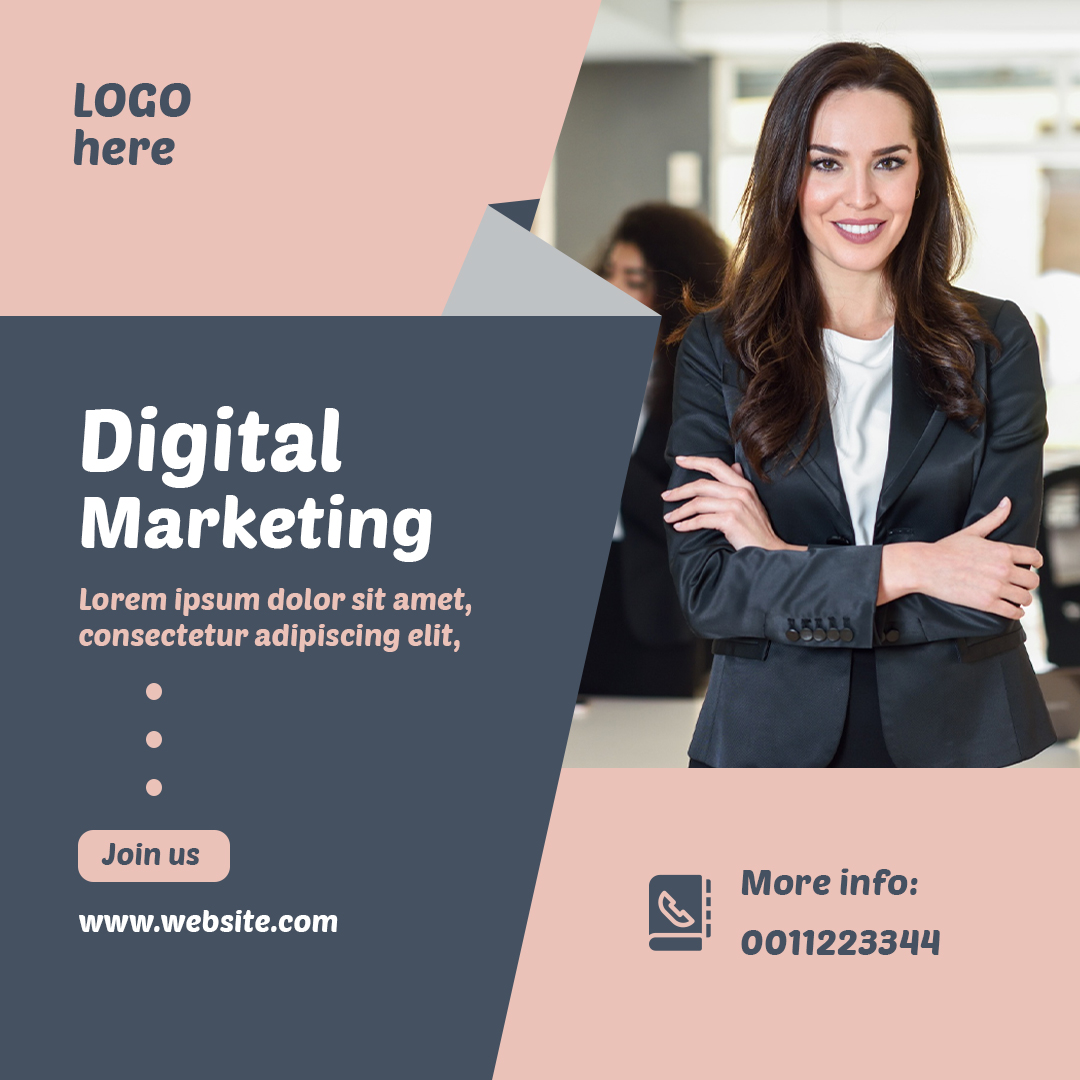 LOGO
here
Digital
Marketing
Lorem ipsum dolor sit amet,
consectetur adipiscing elit,
Join us
www.website.com
More info:
0011223344